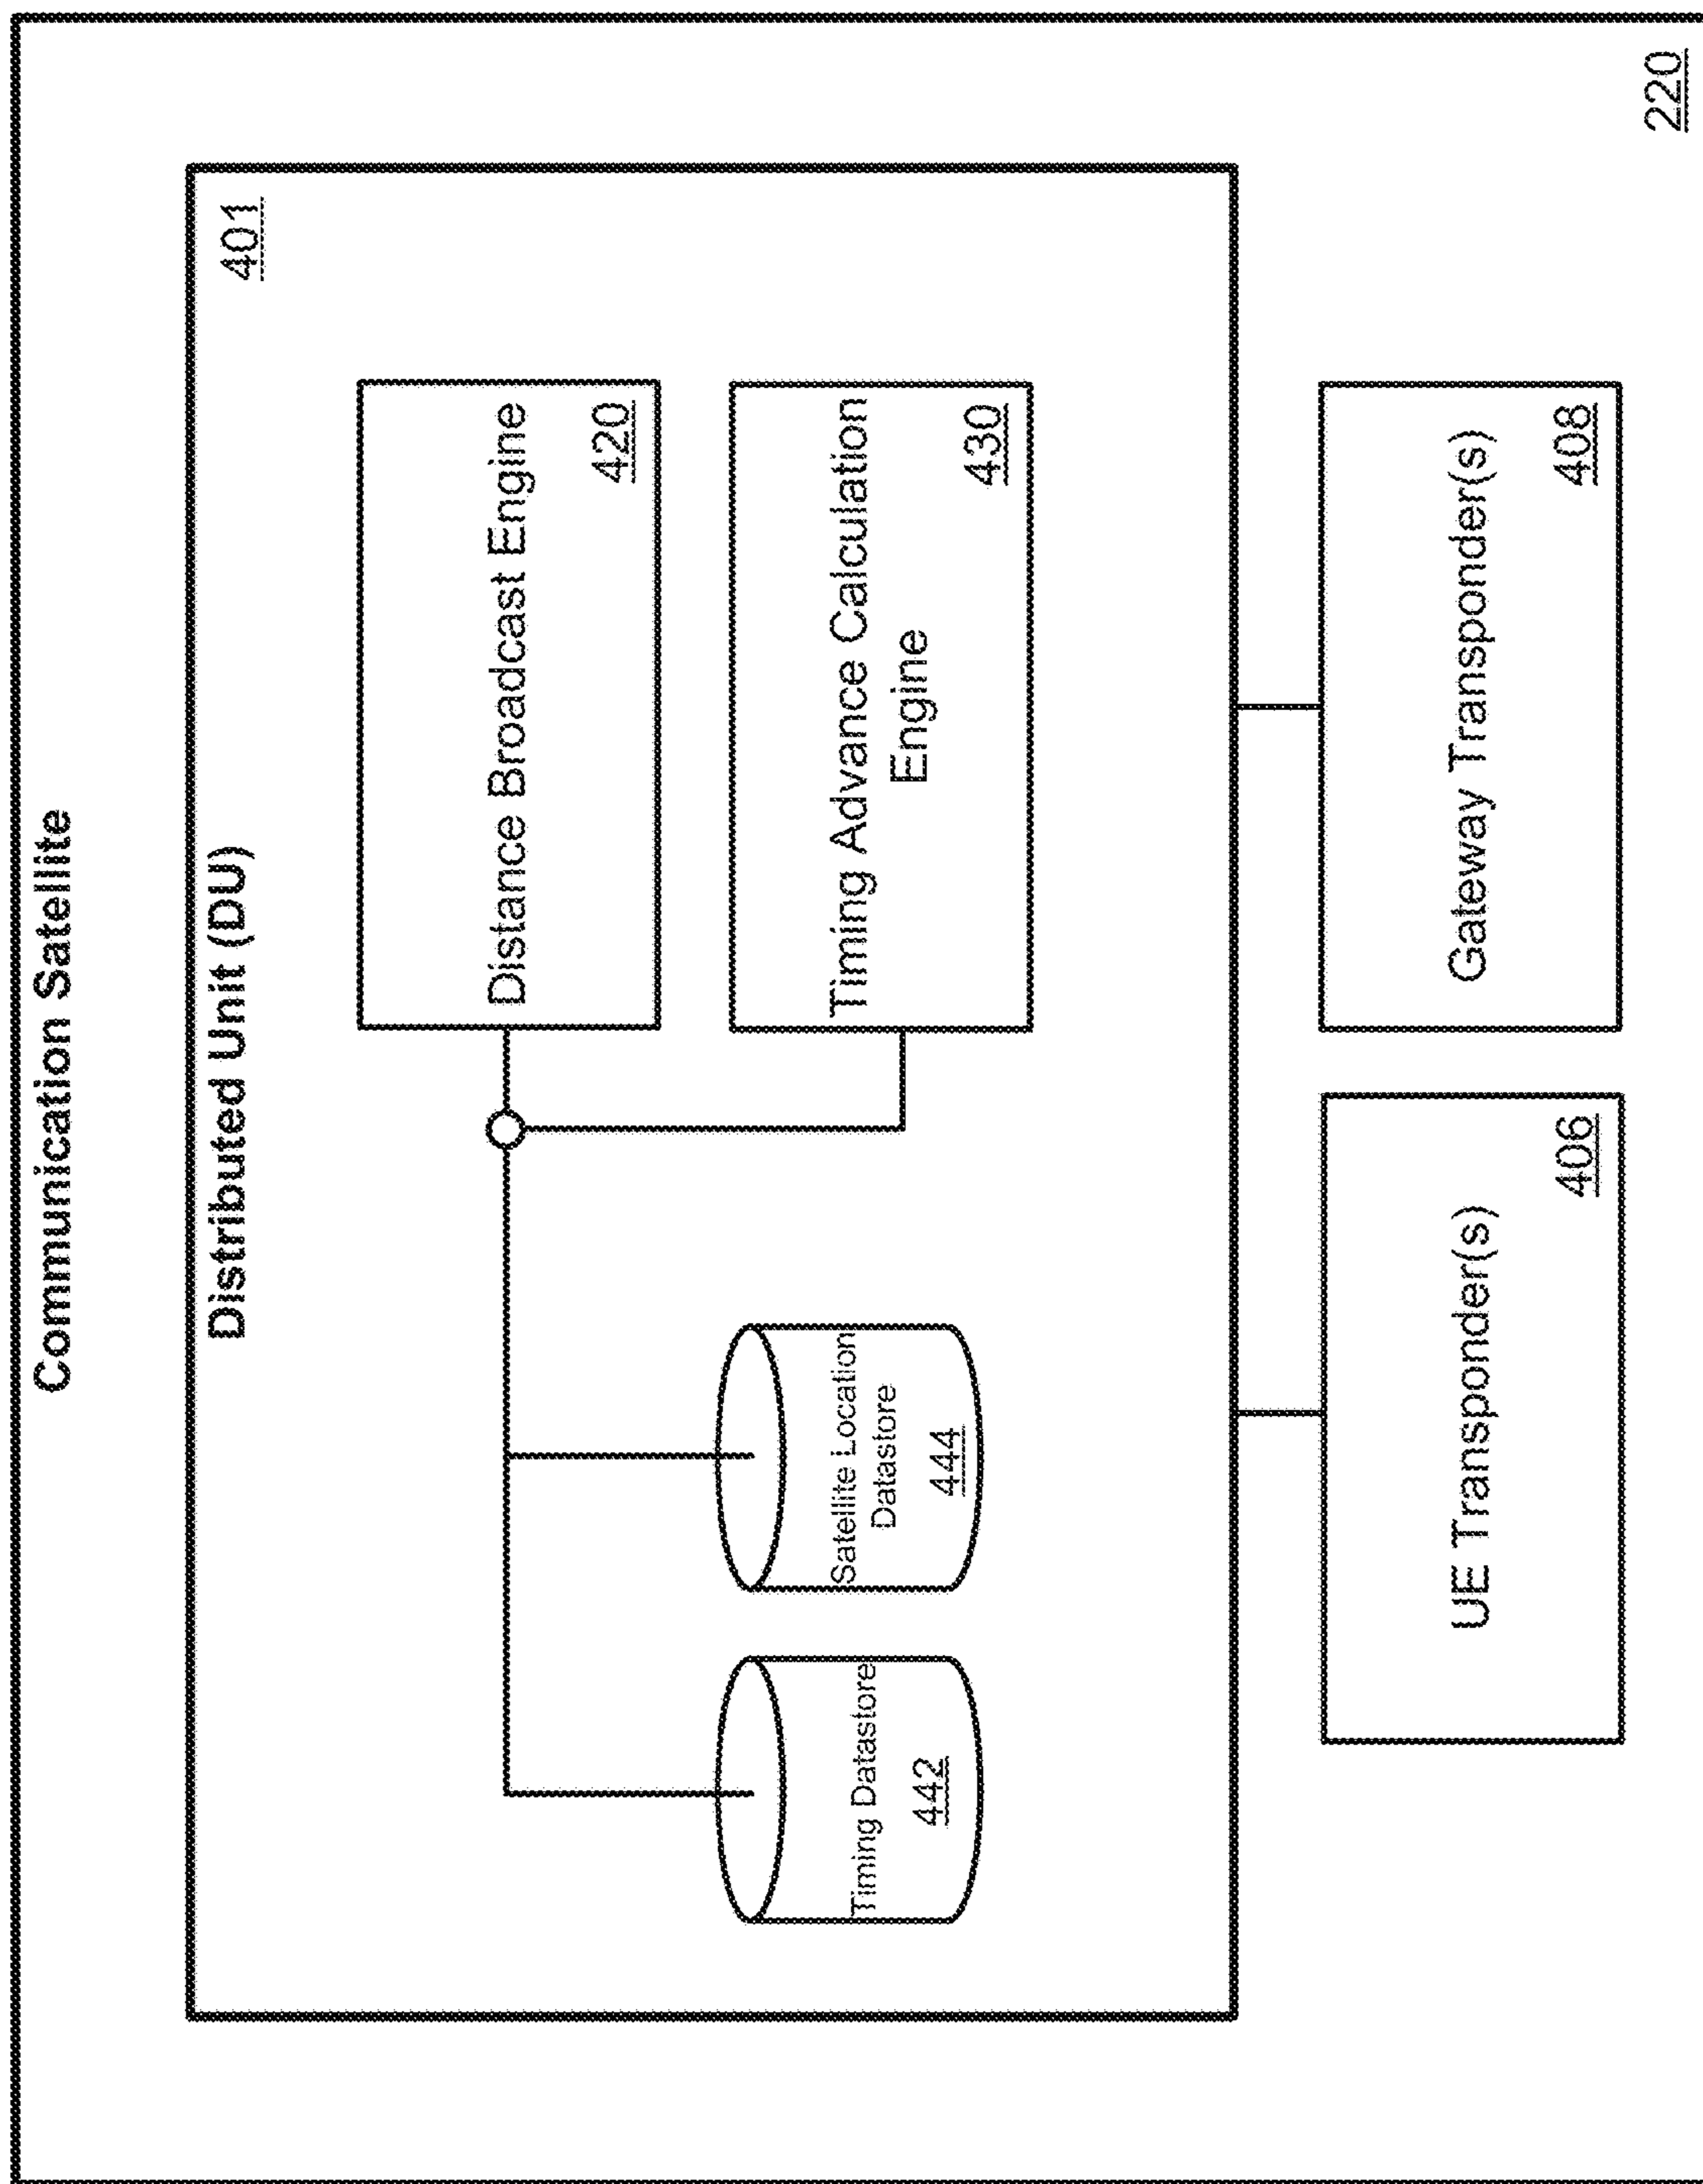 Communication Satellite
Distributed Unit (DU)
401
Timing Datastore
442
Satellite Location
Datastore
444
Distance Broadcast Engine
420
Timing Advance Calculation
Engine
430
UE Transponder(s)
406
Gateway Transponder(s)
408
220